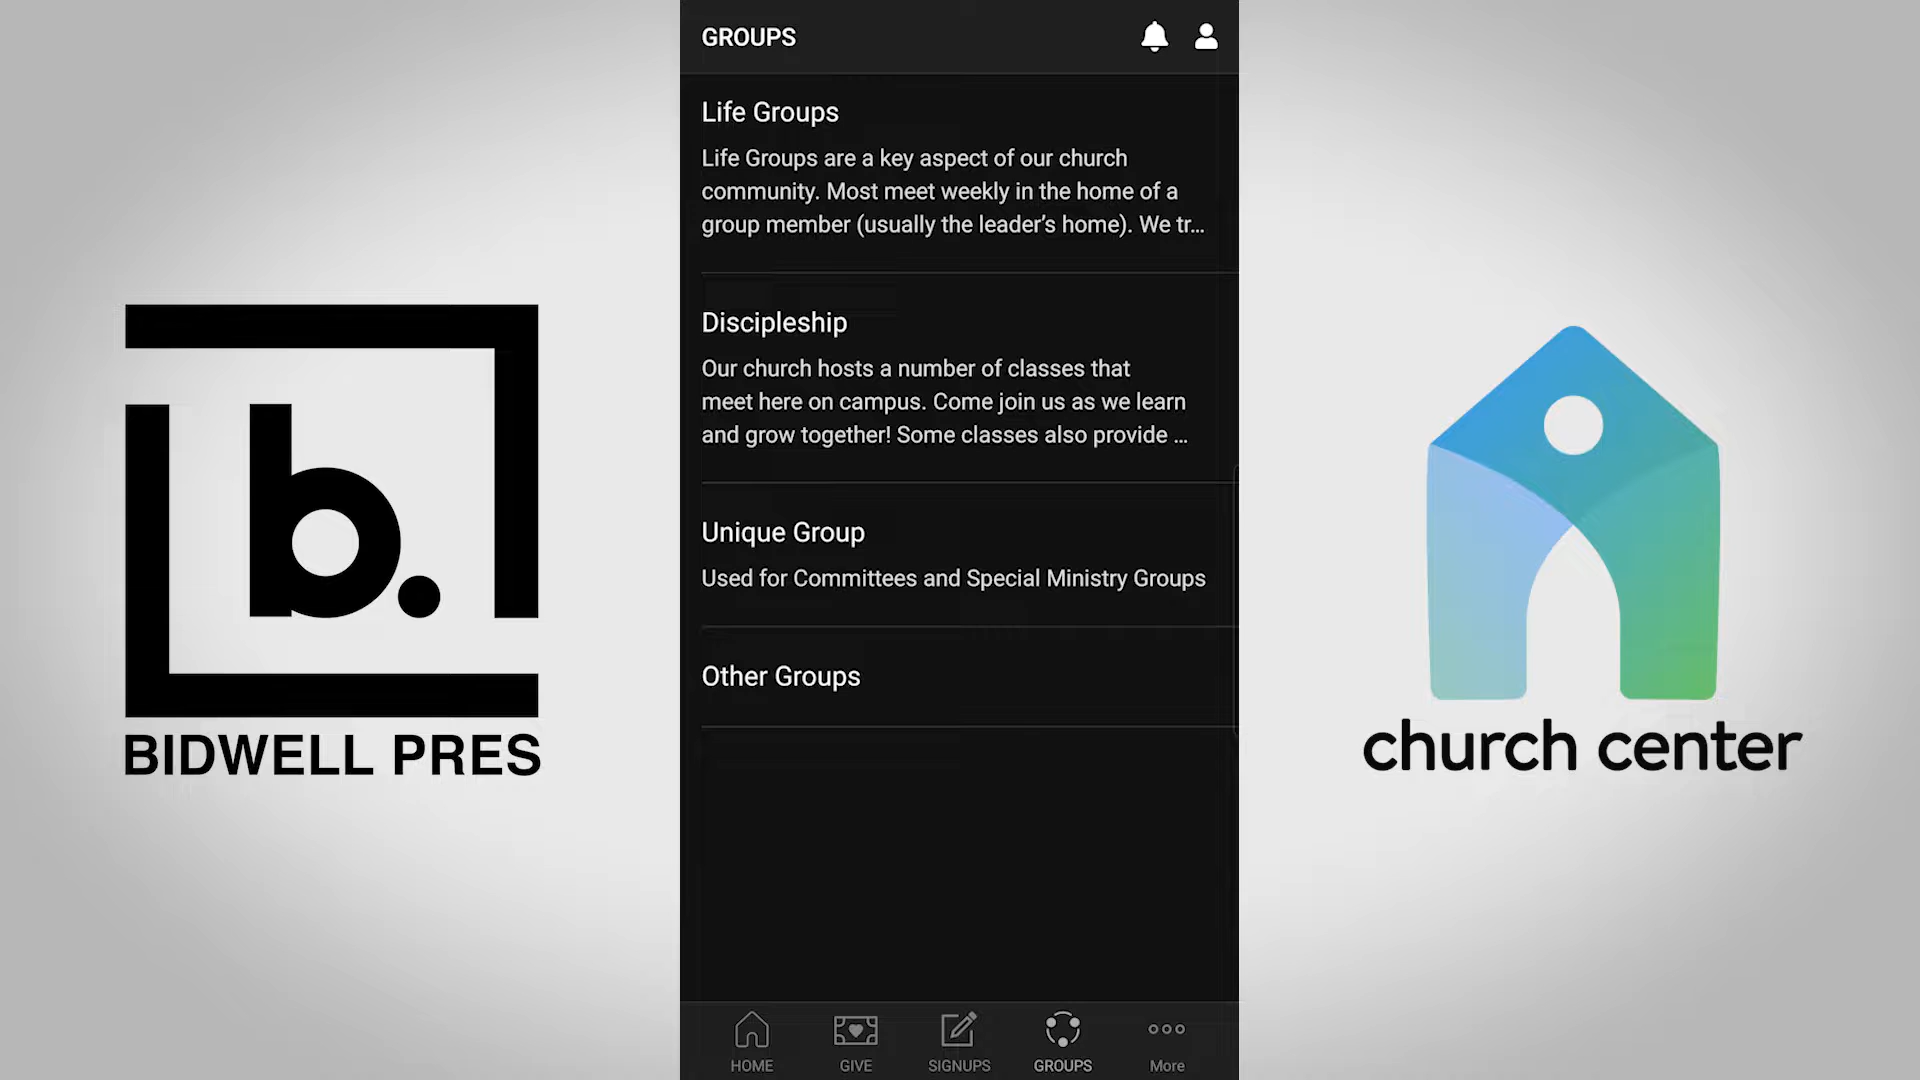 GROUPS
Life Groups
Life Groups are a key aspect of our church
community. Most meet weekly in the home of a
group member (usually the leader’s home). We tr...
Discipleship
Our church hosts a number of classes that
meet here on campus. Come join us as we learn
and grow together! Some classes also provide ...
Unique Group
Used for Committees and Special Ministry Groups
Other Groups
HOME
GIVE
SIGNUPS
GROUPS
More
b.
BIDWELL PRES
church center